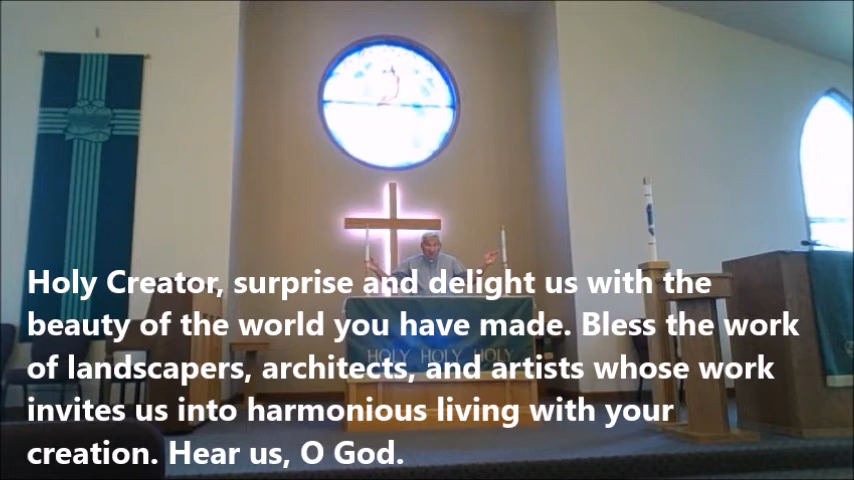 HOLY HOLY HOLY
Holy Creator, surprise and delight us with the
beauty of the world you have made. Bless the work
of landscapers, architects, and artists whose work
invites us into harmonious living with your
creation. Hear us, O God.